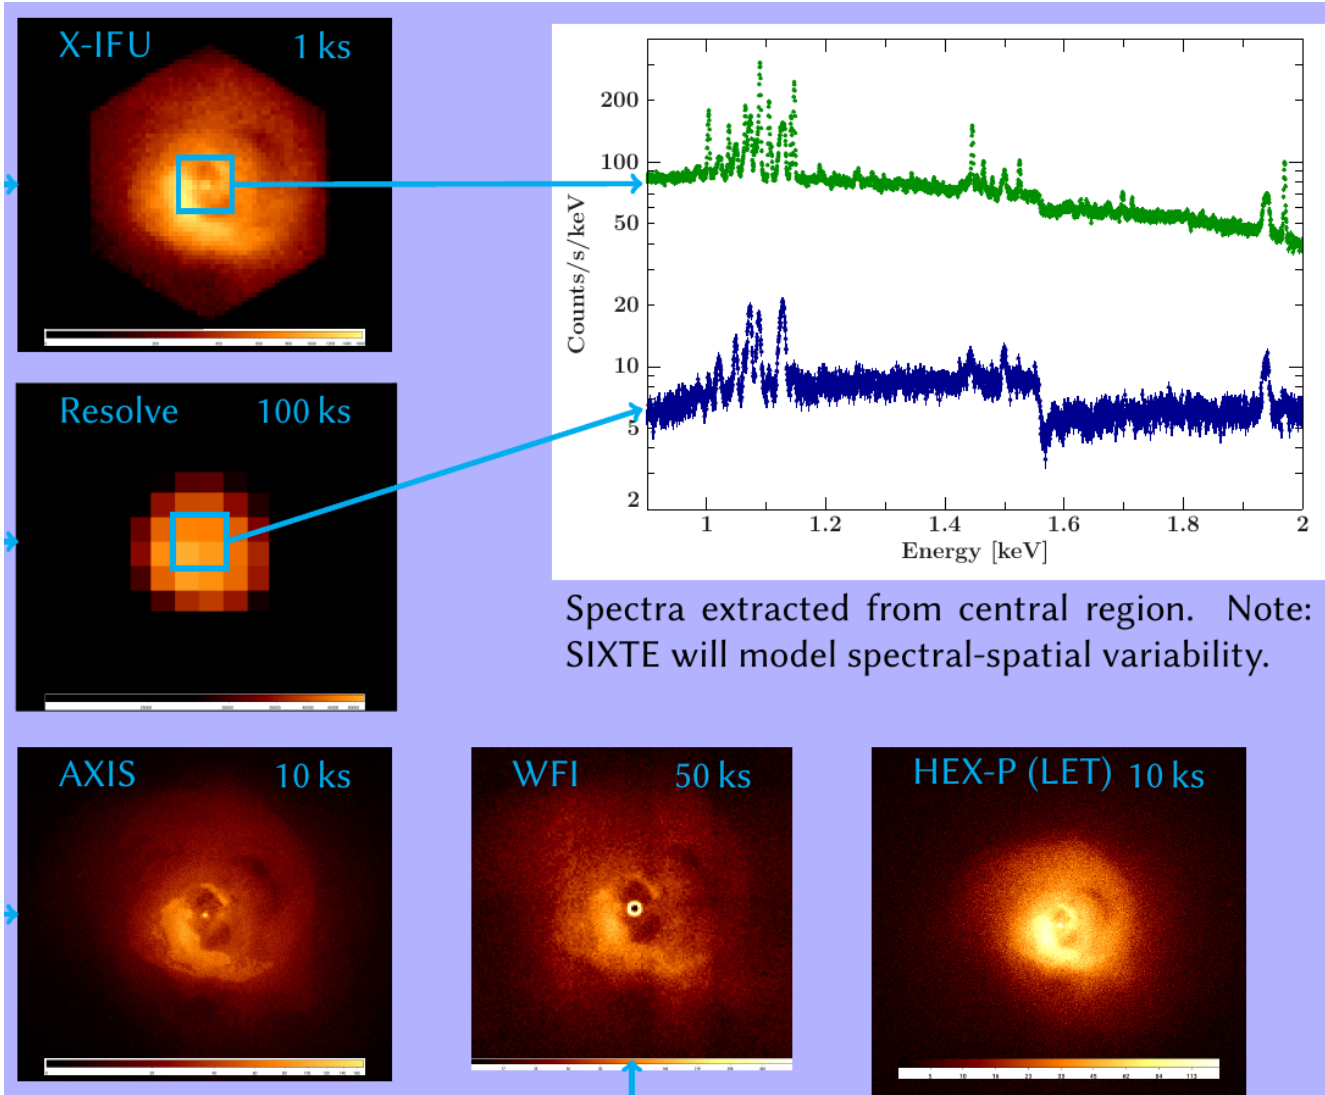 X-IFU 1 ks
200
100
50
20
10
5
2
Counts/s/keV
1 1.2 1.4 1.6 1.8 2
Energy [keV]
Resolve 100 ks
Spectra extracted from central region. Note:
SIXTE will model spectral-spatial variability.
AXIS 10 ks
WFI 50 ks
HEX-P (LET) 10 ks
5 10 16 23 35 45 62 84 113